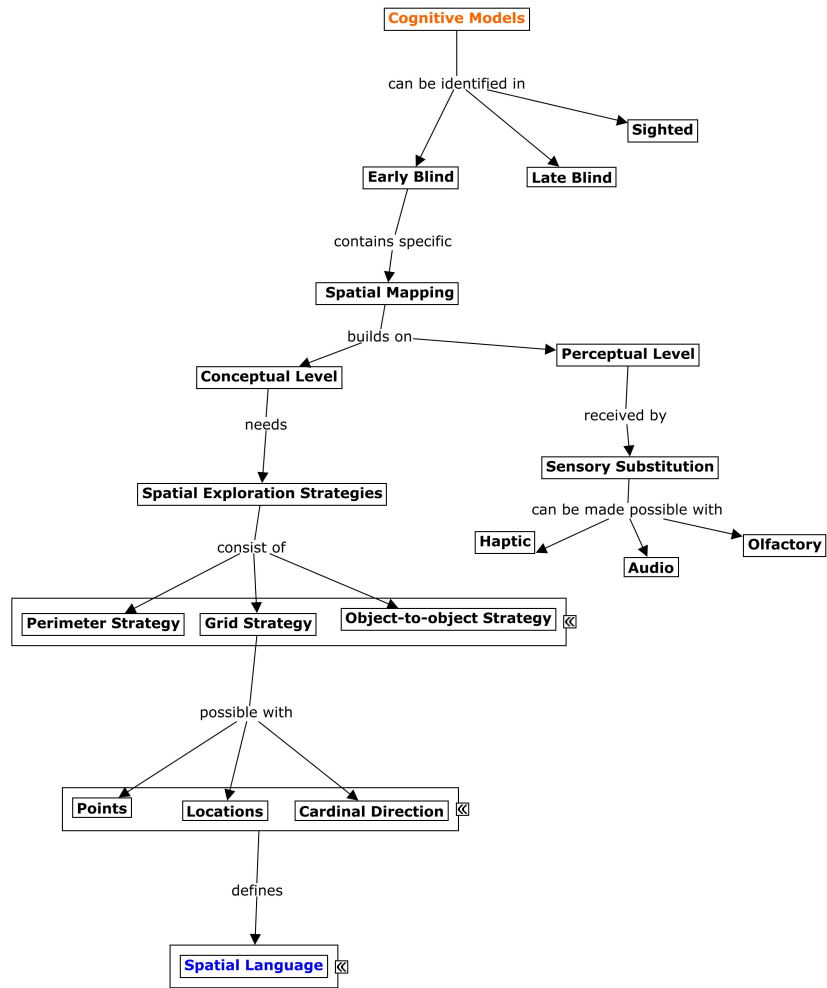 Cognitive Models
can be identified in
Sighted
Early Blind
Late Blind
contains specific
Spatial Mapping
builds on
Perceptual Level
Conceptual Level
received by
needs
Sensory Substitution
Spatial Exploration Strategies
can be made possible with
Haptic
Olfactory
consist of
Audio
Perimeter Strategy
Grid Strategy
Object-to-object Strategy
possible with
Points
Locations
Cardinal Direction
defines
Spatial Language